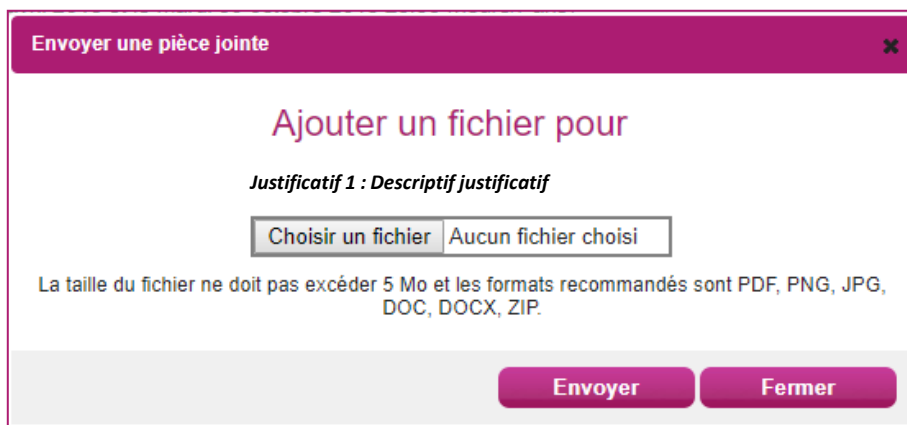 Envoyer une pièce jointe
Ajouter un fichier pour
Justificatif 1 : Descriptif justificatif
Choisir un fichier Aucun fichier choisi
La taille du fichier ne doit pas excéder 5 Mo et les formats recommandés sont PDF, PNG, JPG,
DOC, DOCX, ZIP.
Envoyer Fermer